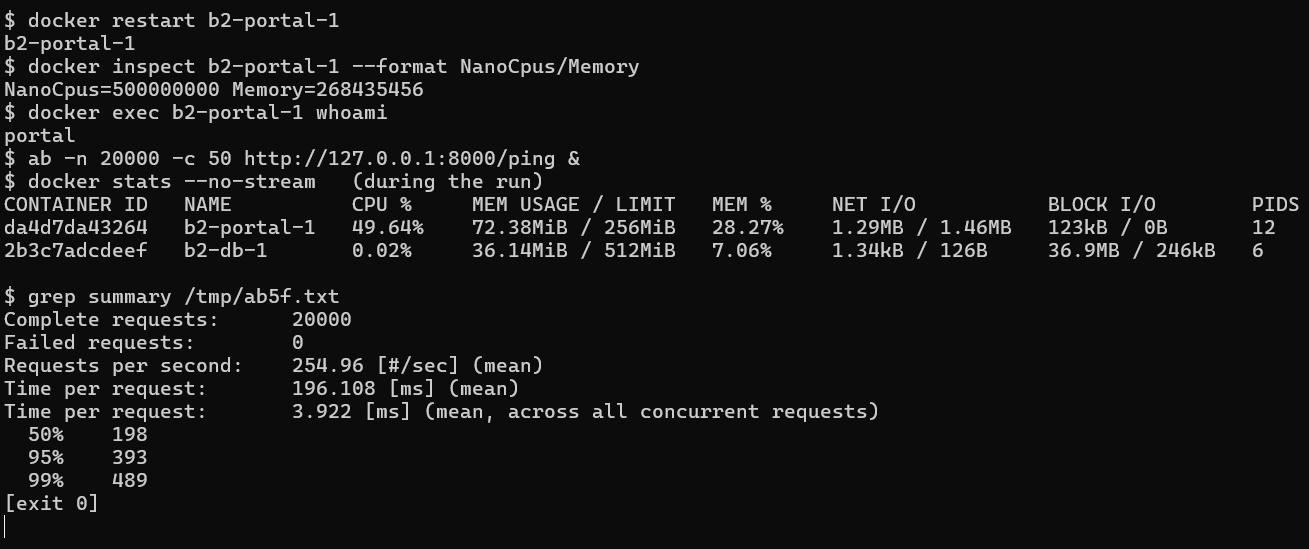 $ docker restart b2-portal-1
b2-portal-1
$ docker inspect b2-portal-1 --format NanoCpus/Memory
NanoCpus=500000000 Memory=268435456
$ docker exec b2-portal-1 whoami
portal
$ ab -n 20000 -c 50 http://127.0.0.1:8000/ping &
$ docker stats --no-stream   (during the run)
CONTAINER ID   NAME          CPU %     MEM USAGE / LIMIT   MEM %     NET I/O           BLOCK I/O        PIDS
da4d7da43264   b2-portal-1   49.64%    72.38MiB / 256MiB   28.27%    1.29MB / 1.46MB   123kB / 0B       12
2b3c7adcdeef   b2-db-1       0.02%     36.14MiB / 512MiB   7.06%     1.34kB / 126B     36.9MB / 246kB   6
$ grep summary /tmp/ab5f.txt
Complete requests:      20000
Failed requests:        0
Requests per second:    254.96 [#/sec] (mean)
Time per request:       196.108 [ms] (mean)
Time per request:       3.922 [ms] (mean, across all concurrent requests)
  50%    198
  95%    393
  99%    489
[exit 0]